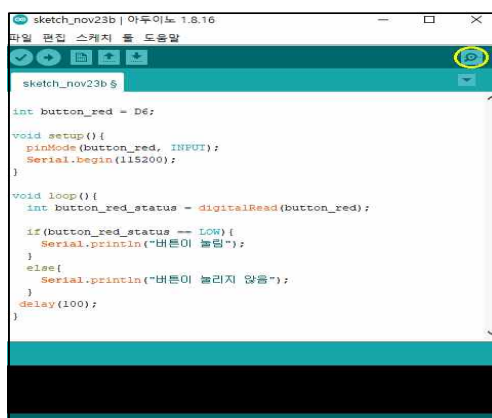 sketch_nov23b | 아두이노 1.8.16
파일 편집 스케치 툴 도움말
sketch_nov23b §
int button_red = D6;
void setup(){
pinMode(button_red, INPUT);
Serial.begin(115200);
}
void loop(){
int button_red_status = digitalRead(button_red);
if(button_red_status == LOW){
Serial.println("버튼이 눌림");
}
else{
Serial.println("버튼이 눌리지 않음");
}
delay(100);
}